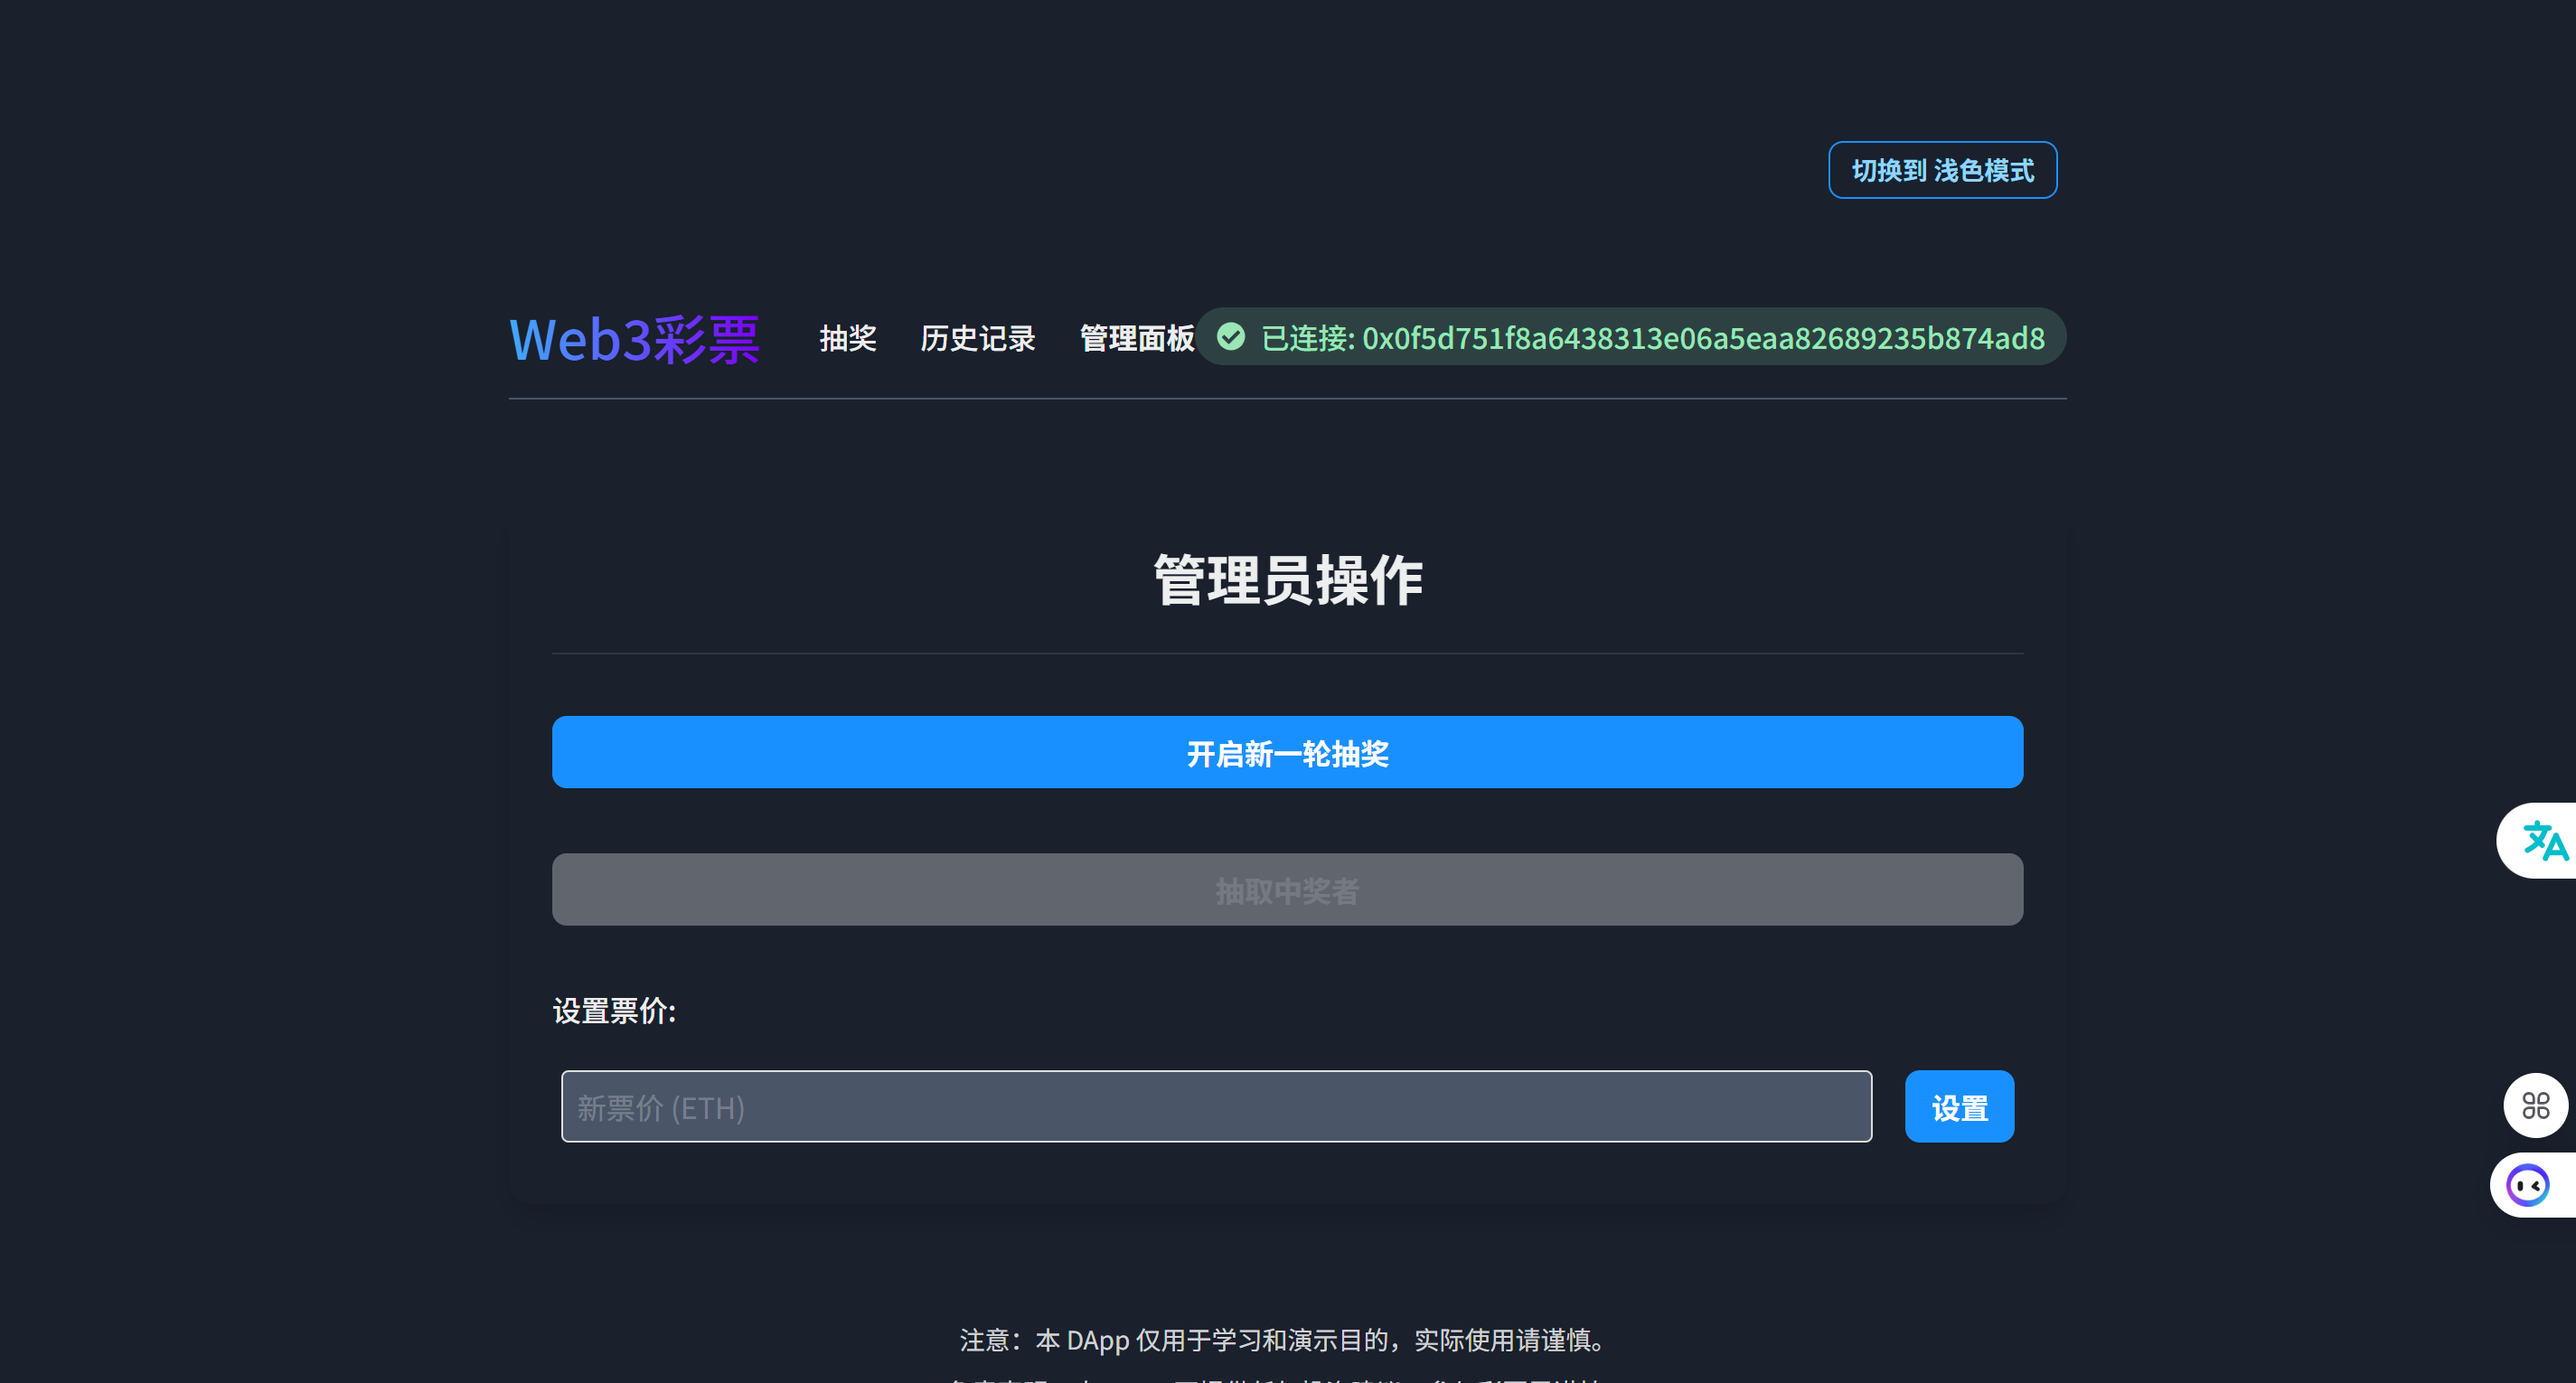 切换到 浅色模式
Web3彩票 抽奖 历史记录 管理面板 已连接: 0x0f5d751f8a6438313e06a5eaa82689235b874ad8
管理员操作
开启新一轮抽奖
抽取中奖者
设置票价:
新票价 (ETH) 设置
注意：本 DApp 仅用于学习和演示目的，实际使用请谨慎。